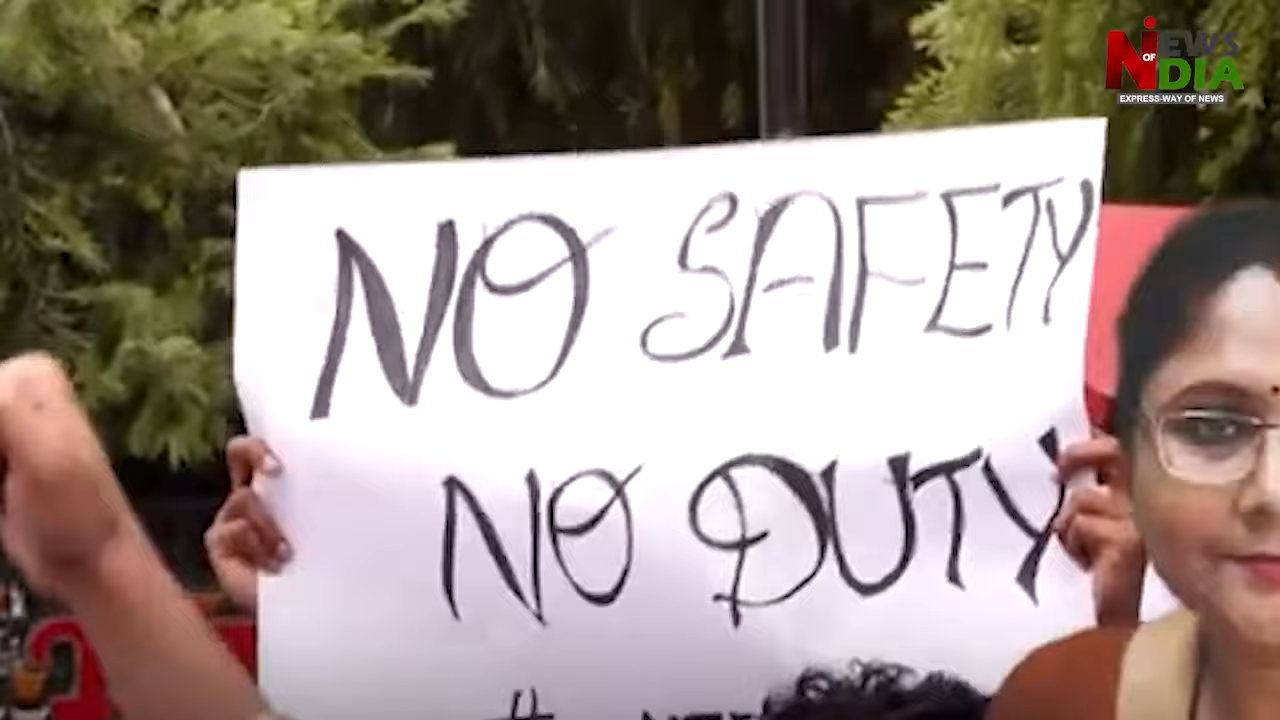 NEWS OF INDIA
EXPRESS-WAY OF NEWS
NO SAFETY
NO DUTY
#